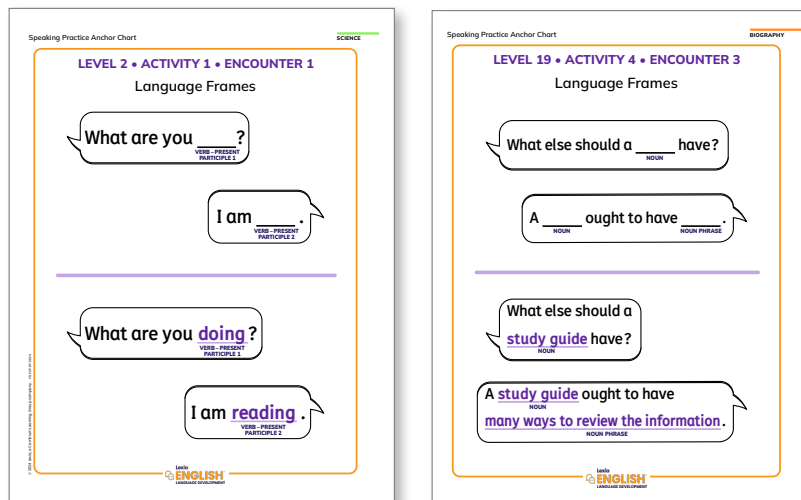 Speaking Practice Anchor Chart
SCIENCE
LEVEL 2 • ACTIVITY 1 • ENCOUNTER 1
Language Frames
What are you ____?
VERB–PRESENT
PARTICIPLE 1
I am ____ .
VERB–PRESENT
PARTICIPLE 2
What are you doing?
VERB–PRESENT
PARTICIPLE 1
I am reading .
VERB–PRESENT
PARTICIPLE 2
Lexia
ENGLISH
LANGUAGE DEVELOPMENT
Speaking Practice Anchor Chart
BIOGRAPHY
LEVEL 19 • ACTIVITY 4 • ENCOUNTER 3
Language Frames
What else should a ____ have?
NOUN
A ____ ought to have ____.
NOUN
NOUN PHRASE
What else should a
study guide have?
NOUN
A study guide ought to have
NOUN
many ways to review the information.
NOUN PHRASE
Lexia
ENGLISH
LANGUAGE DEVELOPMENT